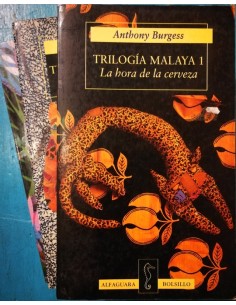 Anthony Burgess
TRILOGÍA MALAYA 1
La hora de la cerveza
ALFAGUARA
BOLSILLO